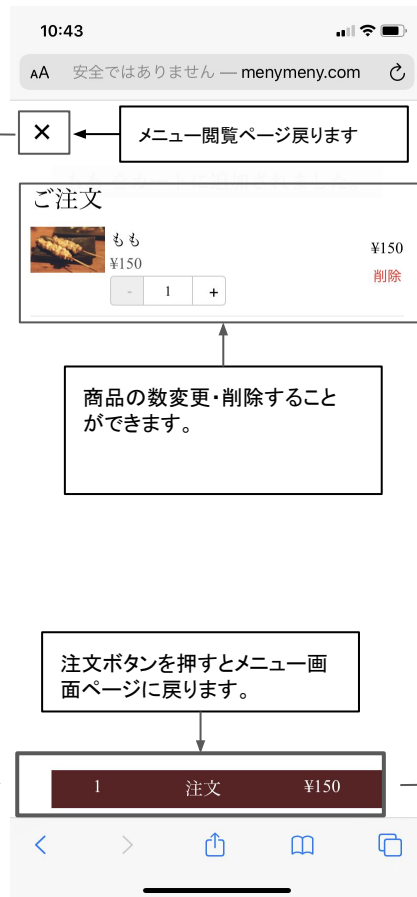 10:43
AA 安全ではありません — menymeny.com
× メニュー閲覧ページ戻ります
ご注文
もも
¥150
¥150
削除
- 1 +
商品の数変更・削除すること
ができます。
注文ボタンを押すとメニュー画
面ページに戻ります。
1 注文 ¥150